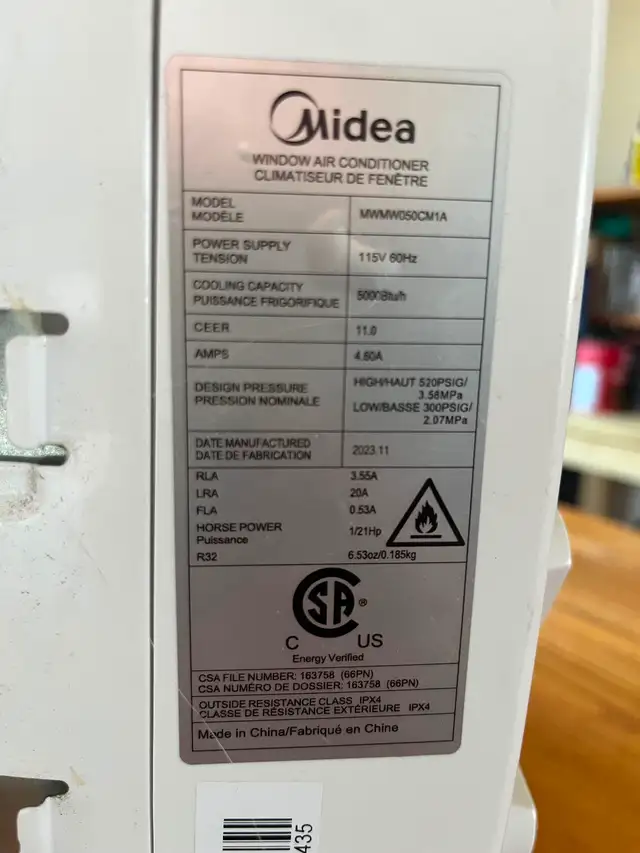 Midea
WINDOW AIR CONDITIONER
CLIMATISEUR DE FENÊTRE
MODEL
MODÈLE
MWMW050CM1A
POWER SUPPLY
TENSION
115V 60Hz
COOLING CAPACITY
PUISSANCE FRIGORIFIQUE
5000Btu/h
CEER
11.0
AMPS
4.60A
DESIGN PRESSURE
PRESSION NOMINALE
HIGH/HAUT 520PSIG/
3.58MPa
LOW/BASSE 300PSIG/
2.07MPa
DATE MANUFACTURED
DATE DE FABRICATION
2023.11
RLA 3.55A
LRA 20A
FLA 0.53A
HORSE POWER
Puissance
1/21Hp
R32 6.53oz/0.185kg
SA ®
C US
Energy Verified
CSA FILE NUMBER: 163758 (66PN)
CSA NUMÉRO DE DOSSIER: 163758 (66PN)
OUTSIDE RESISTANCE CLASS IPX4
CLASSE DE RÉSISTANCE EXTÉRIEURE IPX4
Made in China/Fabriqué en Chine
435